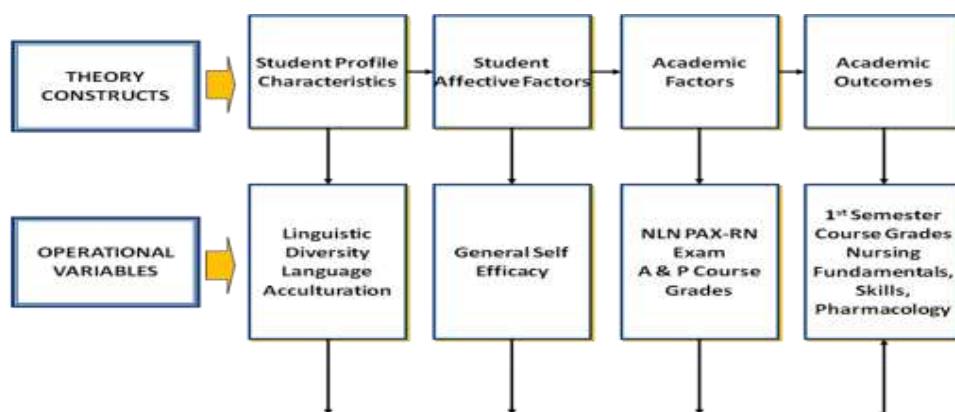 THEORY
CONSTRUCTS
Student Profile
Characteristics
Student
Affective Factors
Academic
Factors
Academic
Outcomes
OPERATIONAL
VARIABLES
Linguistic
Diversity
Language
Acculturation
General Self
Efficacy
NLN PAX-RN
Exam
A & P Course
Grades
1st Semester
Course Grades
Nursing
Fundamentals,
Skills,
Pharmacology